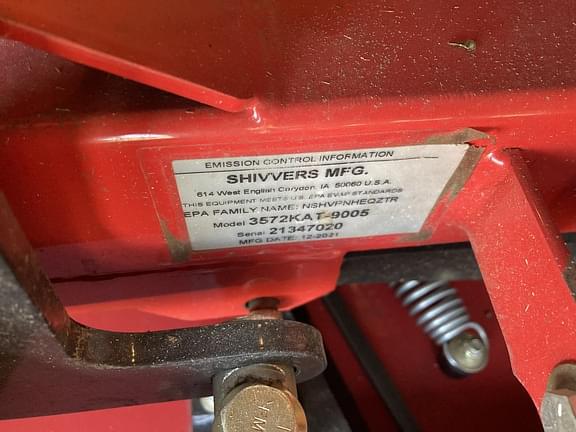 EMISSION CONTROL INFORMATION
SHIVVERS MFG.
614 West English Corydon, IA 50060 U.S.A.
THIS EQUIPMENT MEETS U.S. EPA EVAP STANDARDS
EPA FAMILY NAME: NSHVPNHEQZTR
Model 3572KAT-9005
Serial 21347020
MFG DATE: 12-2021
YM